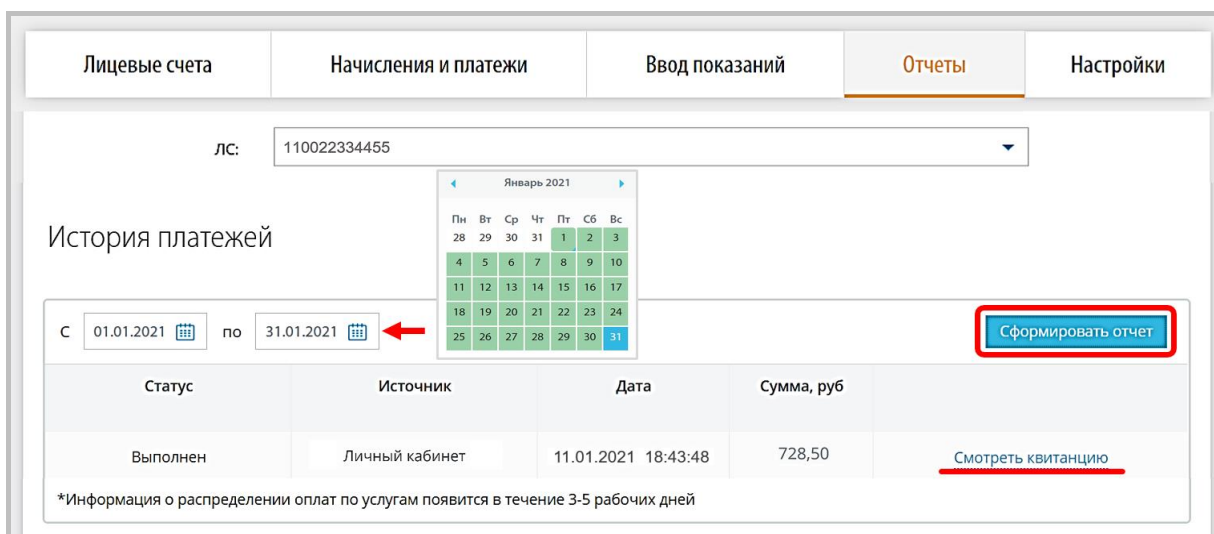 Лицевые счета Начисления и платежи Ввод показаний Отчеты Настройки
ЛС: 110022334455
Январь 2021
Пн Вт Ср Чт Пт Сб Вс
28 29 30 31 1 2 3
4 5 6 7 8 9 10
11 12 13 14 15 16 17
18 19 20 21 22 23 24
25 26 27 28 29 30 31
История платежей
С 01.01.2021 по 31.01.2021 Сформировать отчет
Статус Источник Дата Сумма, руб
Выполнен Личный кабинет 11.01.2021 18:43:48 728,50 Смотреть квитанцию
*Информация о распределении оплат по услугам появится в течение 3-5 рабочих дней